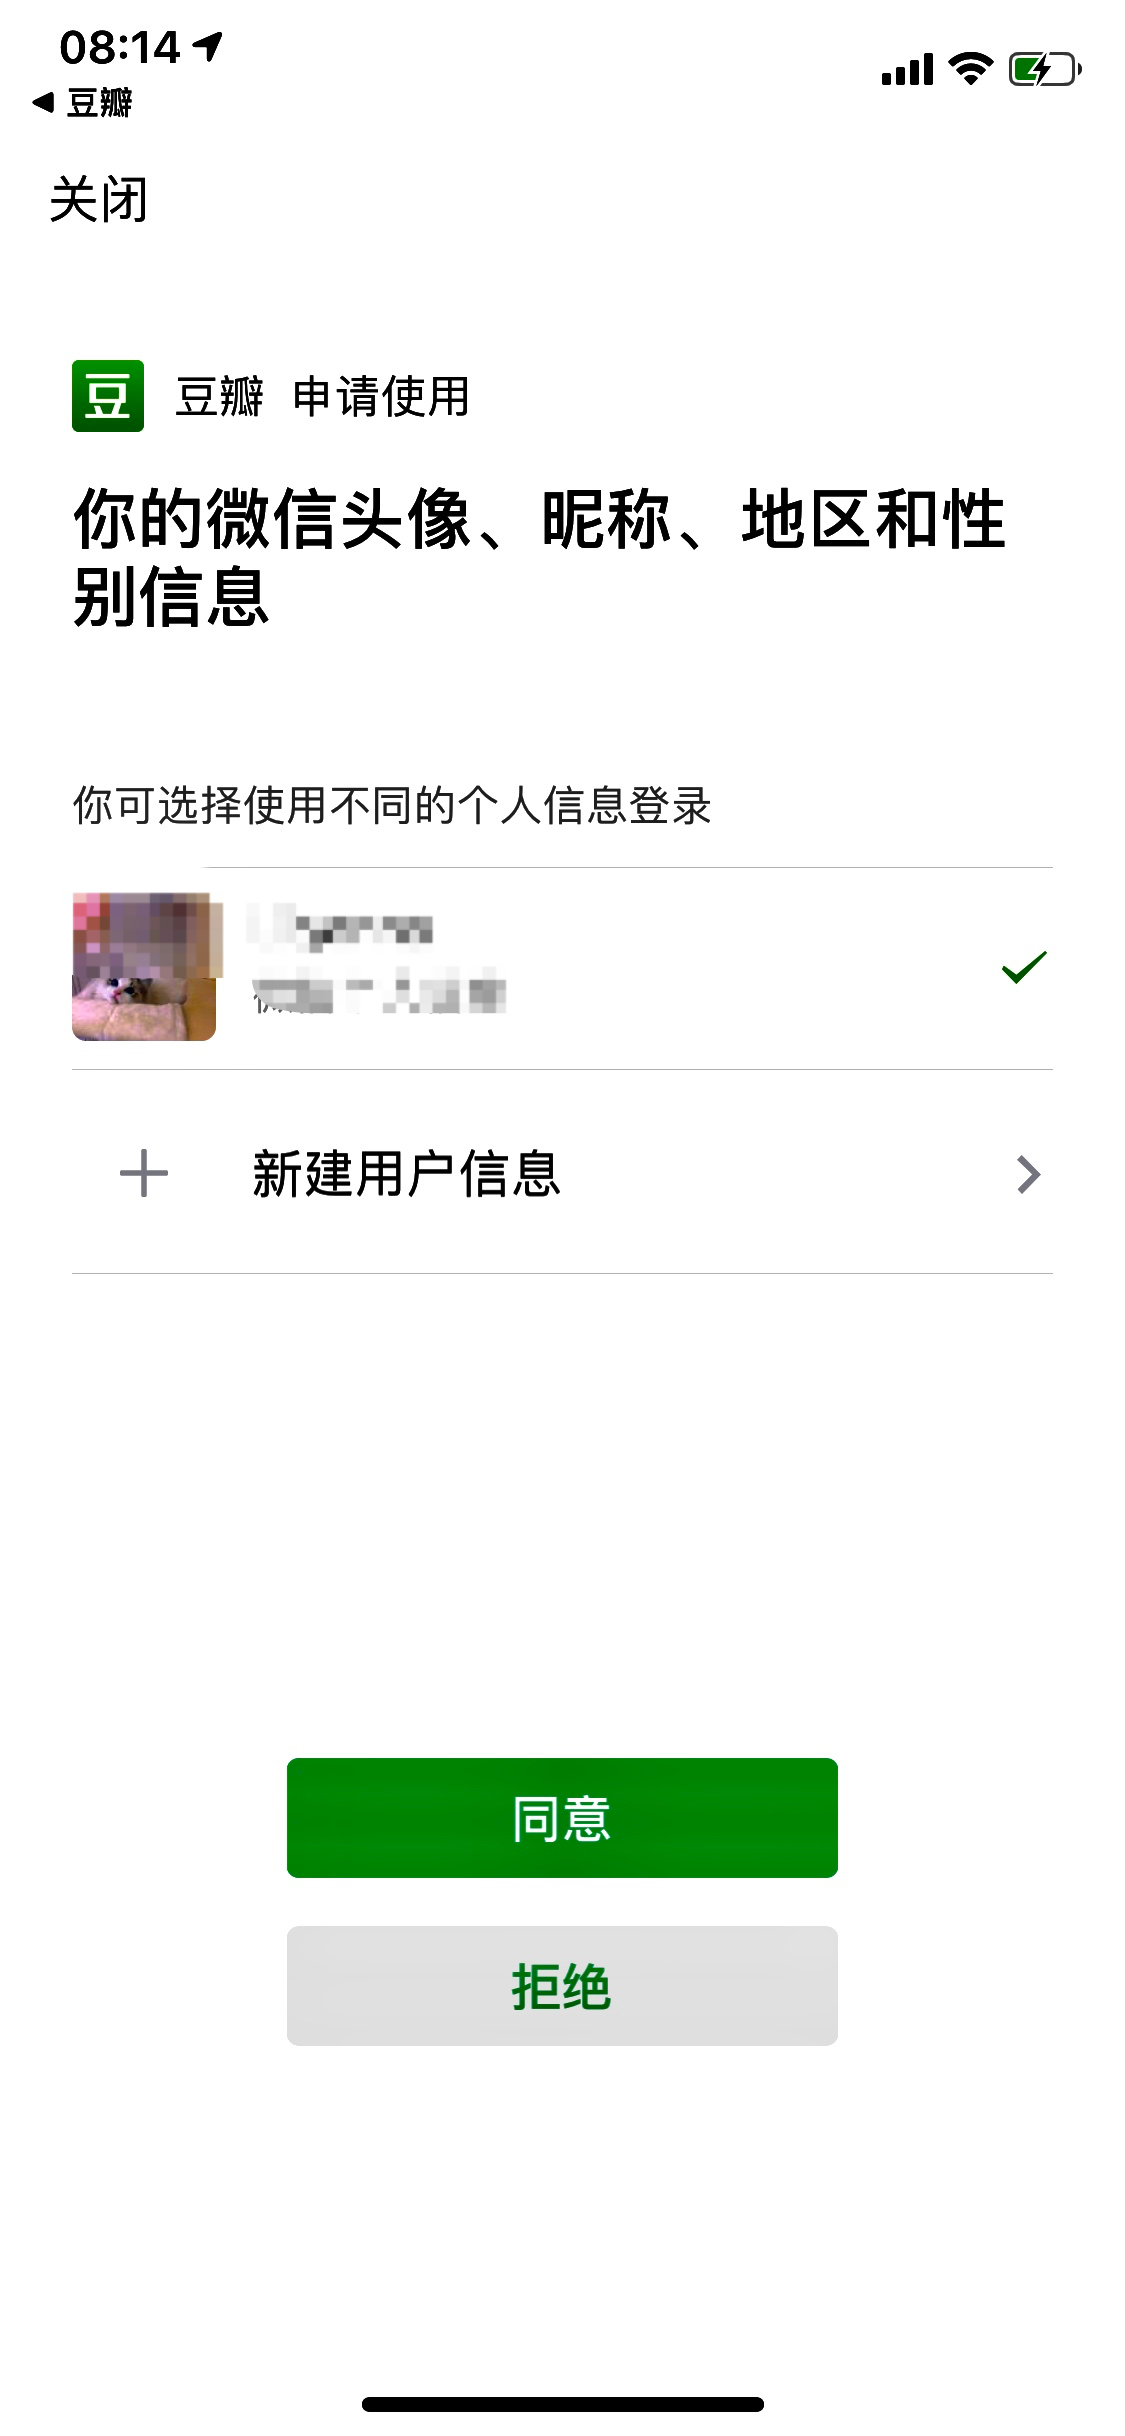 08:14
豆瓣
关闭
豆 豆瓣 申请使用
你的微信头像、昵称、地区和性
别信息
你可选择使用不同的个人信息登录
新建用户信息
同意
拒绝